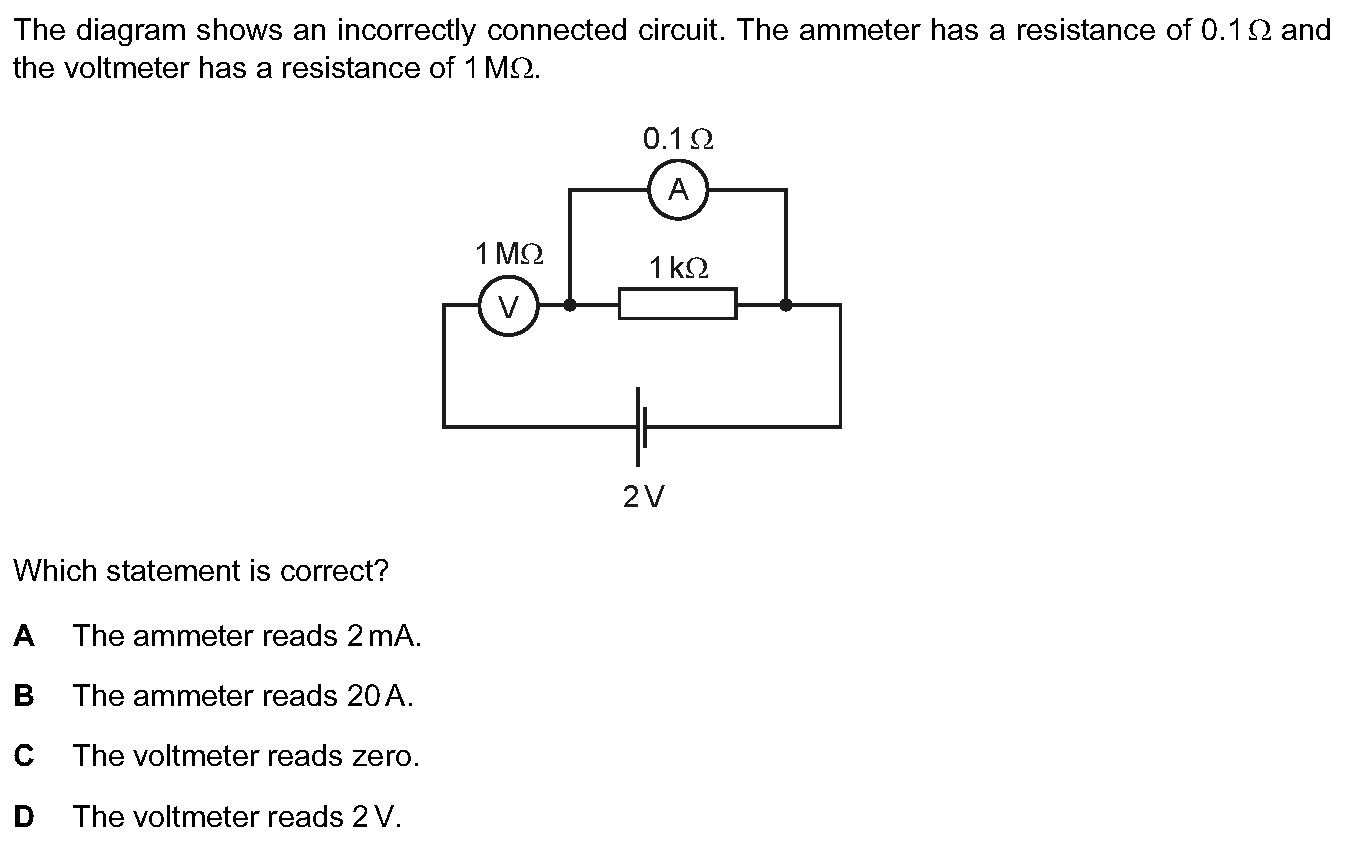 The diagram shows an incorrectly connected circuit. The ammeter has a resistance of 0.1 Ω and
the voltmeter has a resistance of 1 MΩ.
0.1 Ω
A
1 MΩ
1 kΩ
V
2 V
Which statement is correct?
A The ammeter reads 2 mA.
B The ammeter reads 20 A.
C The voltmeter reads zero.
D The voltmeter reads 2 V.